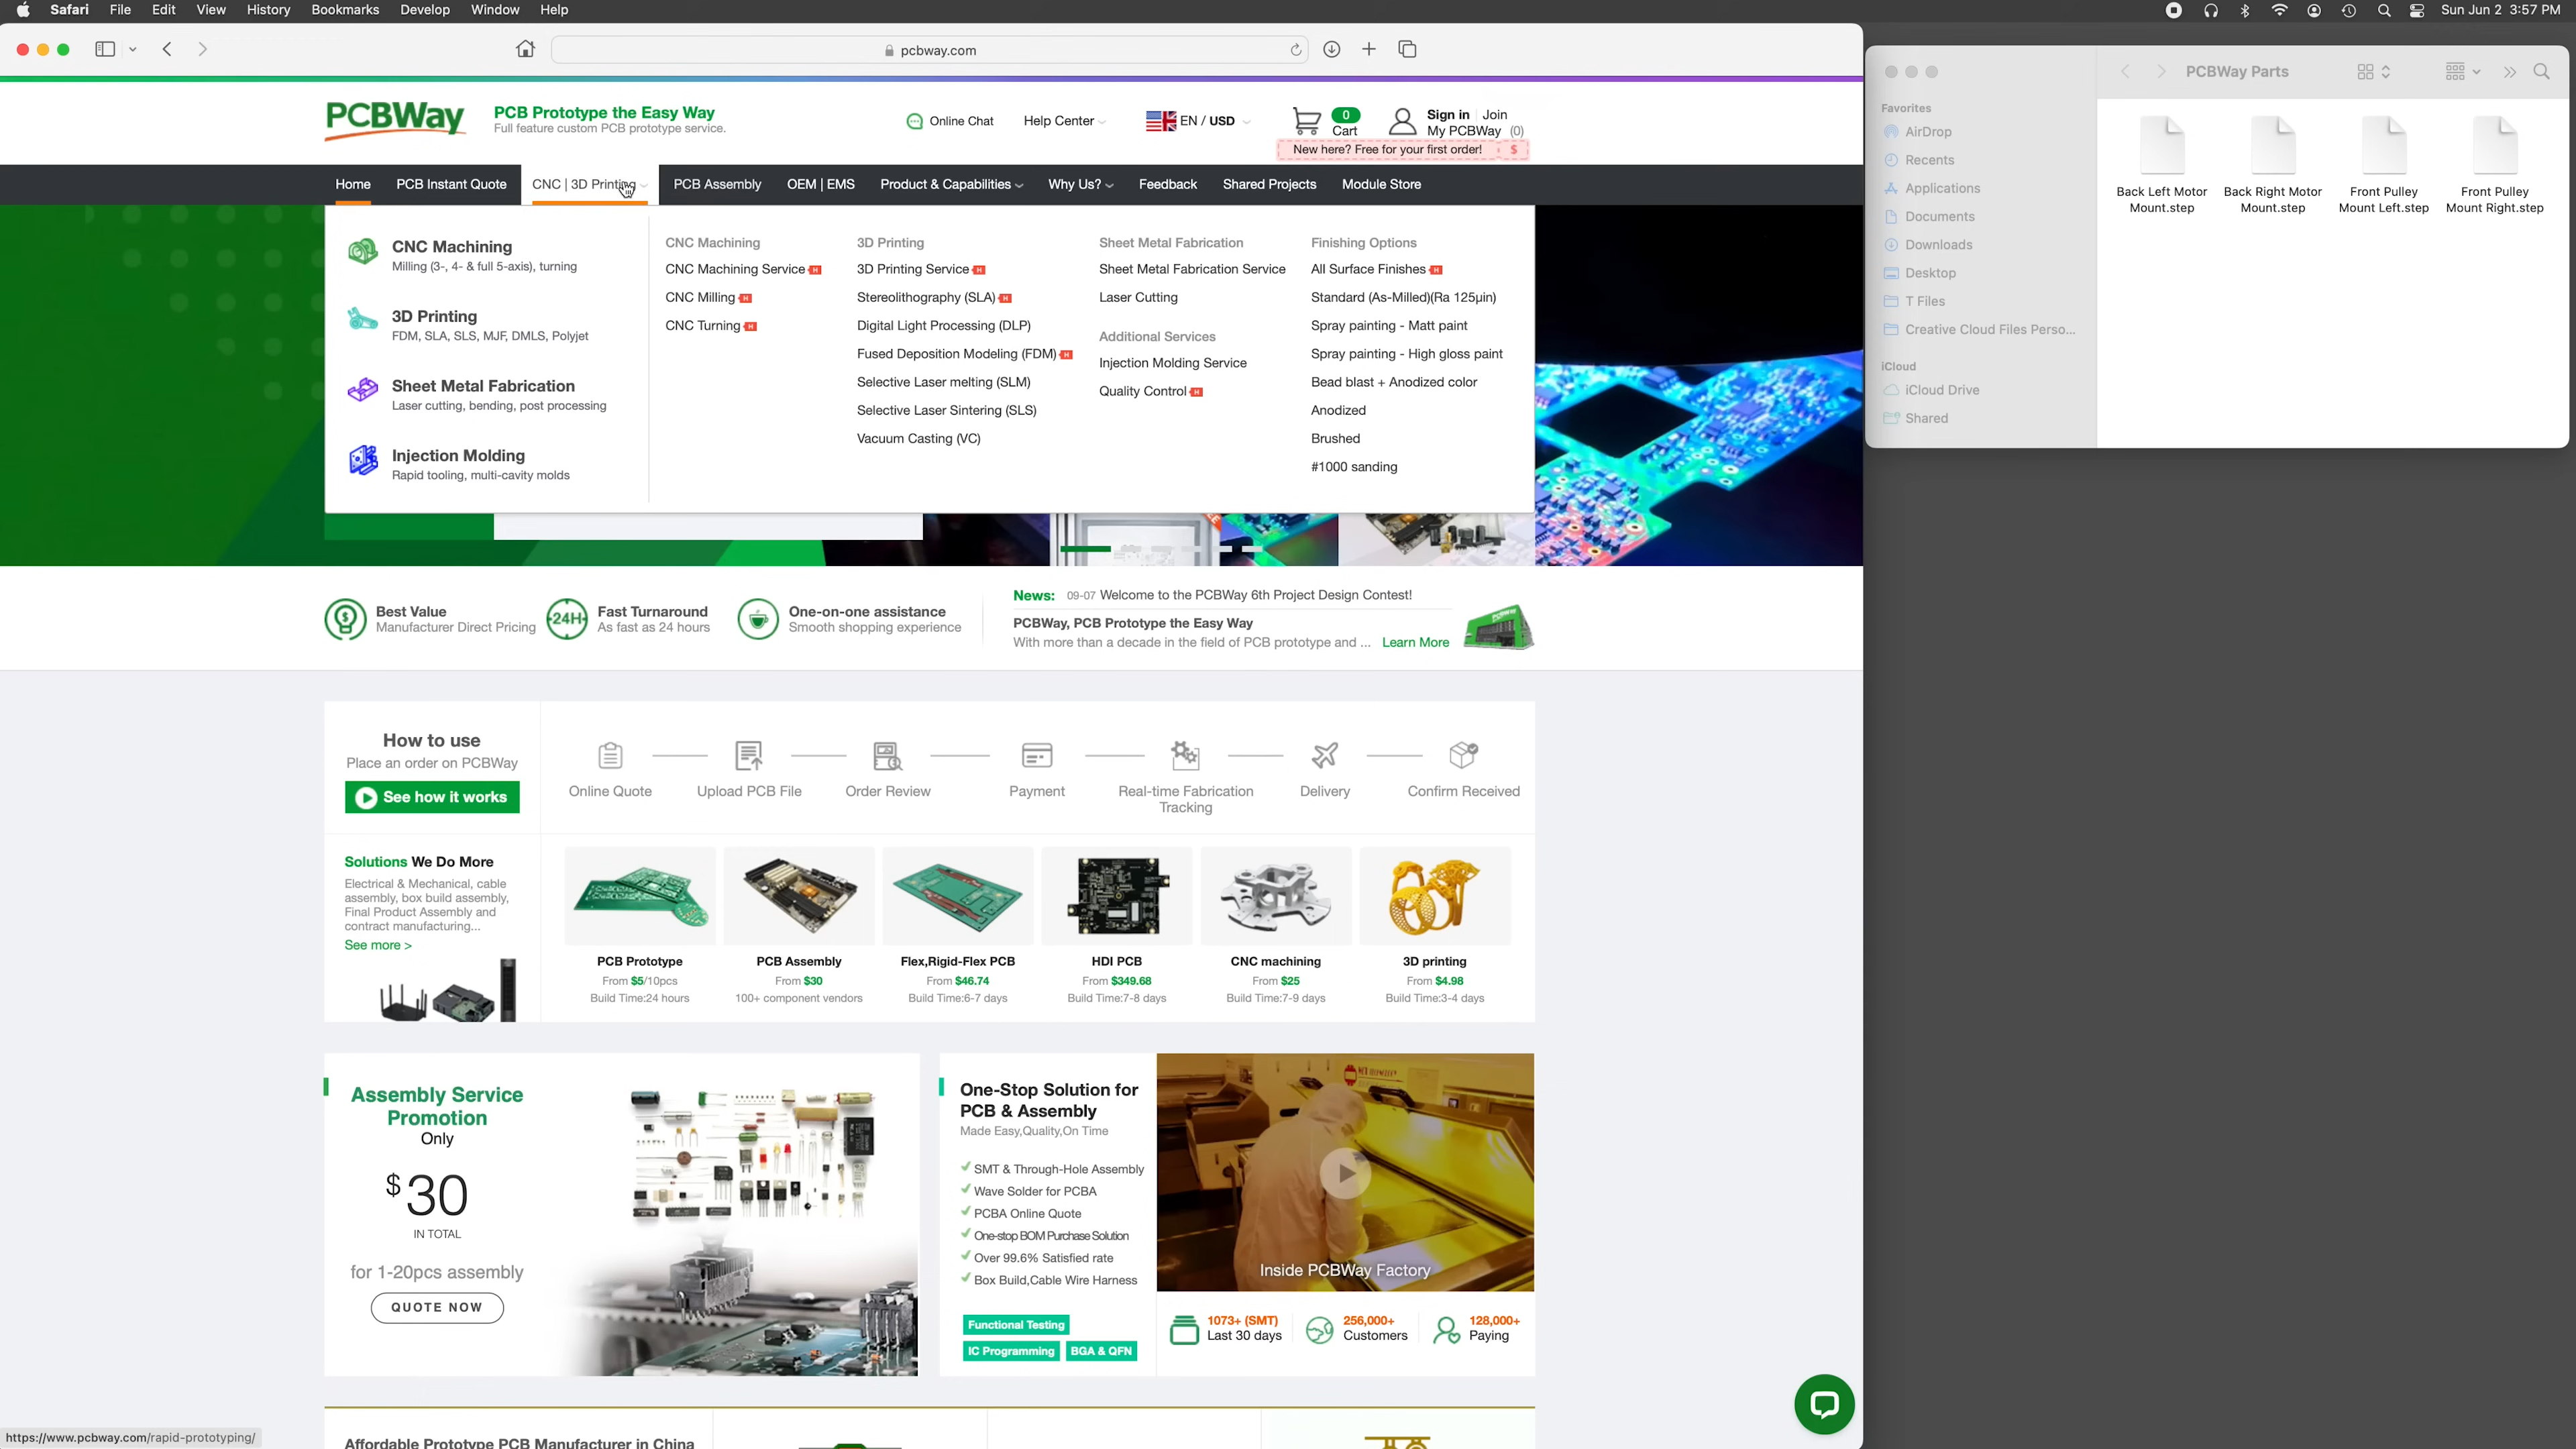 Safari File Edit View History Bookmarks Develop Window Help
Sun Jun 2 3:57 PM
pcbway.com
PCBWay
PCB Prototype the Easy Way
Full feature custom PCB prototype service.
Online Chat
Help Center
EN / USD
0
Cart
Sign in Join
My PCBWay (0)
New here? Free for your first order! $
Home PCB Instant Quote CNC | 3D Printing PCB Assembly OEM | EMS Product & Capabilities Why Us? Feedback Shared Projects Module Store
CNC Machining
Milling (3-, 4- & full 5-axis), turning
3D Printing
FDM, SLA, SLS, MJF, DMLS, Polyjet
Sheet Metal Fabrication
Laser cutting, bending, post processing
Injection Molding
Rapid tooling, multi-cavity molds
CNC Machining
CNC Machining Service H
CNC Milling H
CNC Turning H
3D Printing
3D Printing Service H
Stereolithography (SLA) H
Digital Light Processing (DLP)
Fused Deposition Modeling (FDM) H
Selective Laser melting (SLM)
Selective Laser Sintering (SLS)
Vacuum Casting (VC)
Sheet Metal Fabrication
Sheet Metal Fabrication Service
Laser Cutting
Additional Services
Injection Molding Service
Quality Control H
Finishing Options
All Surface Finishes H
Standard (As-Milled)(Ra 125µin)
Spray painting - Matt paint
Spray painting - High gloss paint
Bead blast + Anodized color
Anodized
Brushed
#1000 sanding
Best Value
Manufacturer Direct Pricing
24H
Fast Turnaround
As fast as 24 hours
One-on-one assistance
Smooth shopping experience
News: 09-07 Welcome to the PCBWay 6th Project Design Contest!
PCBWay, PCB Prototype the Easy Way
With more than a decade in the field of PCB prototype and ... Learn More
How to use
Place an order on PCBWay
See how it works
Online Quote
Upload PCB File
Order Review
Payment
Real-time Fabrication
Tracking
Delivery
Confirm Received
Solutions We Do More
Electrical & Mechanical, cable
assembly, box build assembly,
Final Product Assembly and
contract manufacturing...
See more >
PCB Prototype
From $5/10pcs
Build Time:24 hours
PCB Assembly
From $30
100+ component vendors
Flex,Rigid-Flex PCB
From $46.74
Build Time:6-7 days
HDI PCB
From $349.68
Build Time:7-8 days
CNC machining
From $25
Build Time:7-9 days
3D printing
From $4.98
Build Time:3-4 days
Assembly Service
Promotion
Only
$30
IN TOTAL
for 1-20pcs assembly
QUOTE NOW
One-Stop Solution for
PCB & Assembly
Made Easy,Quality,On Time
SMT & Through-Hole Assembly
Wave Solder for PCBA
PCBA Online Quote
One-stop BOM Purchase Solution
Over 99.6% Satisfied rate
Box Build,Cable Wire Harness
Functional Testing
IC Programming
BGA & QFN
Inside PCBWay Factory
1073+ (SMT)
Last 30 days
256,000+
Customers
128,000+
Paying
Affordable Prototype PCB Manufacturer in China
https://www.pcbway.com/rapid-prototyping/
PCBWay Parts
Favorites
AirDrop
Recents
Applications
Documents
Downloads
Desktop
T Files
Creative Cloud Files Perso...
iCloud
iCloud Drive
Shared
Back Left Motor
Mount.step
Back Right Motor
Mount.step
Front Pulley
Mount Left.step
Front Pulley
Mount Right.step